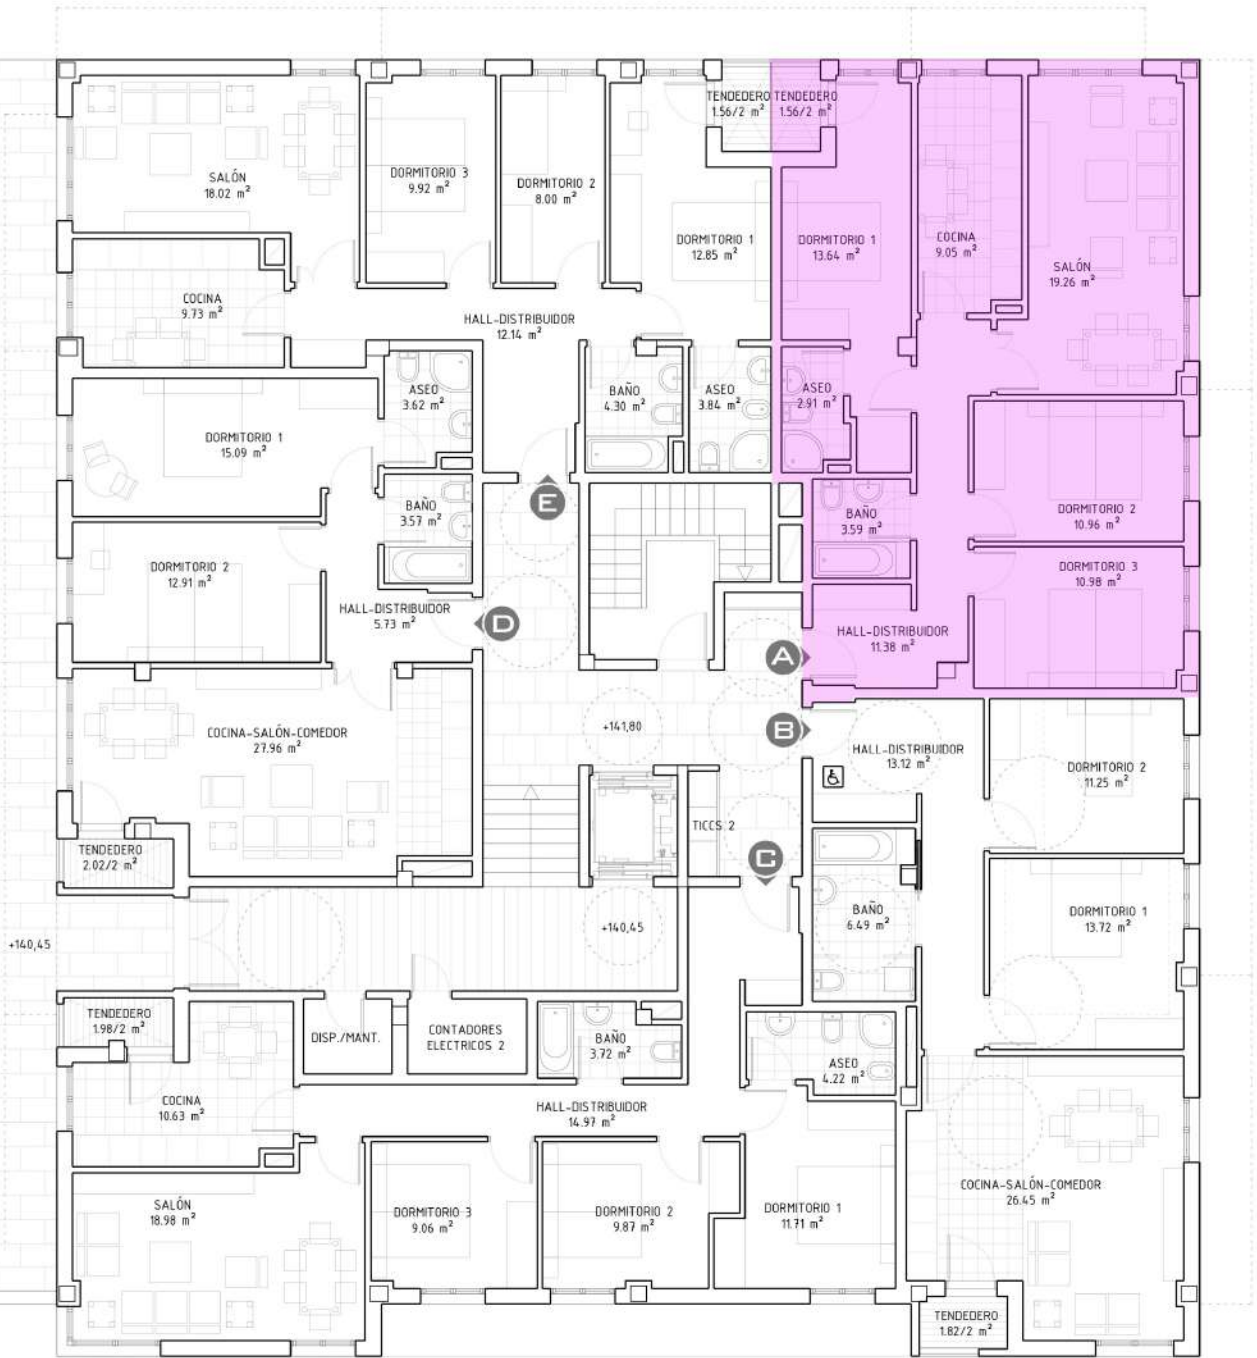 TENDEDERO
1.56/2 m²
TENDEDERO
1.56/2 m²
SALÓN
18.02 m²
DORMITORIO 3
9.92 m²
DORMITORIO 2
8.00 m²
DORMITORIO 1
12.85 m²
DORMITORIO 1
13.64 m²
COCINA
9.05 m²
SALÓN
19.26 m²
COCINA
9.73 m²
HALL-DISTRIBUIDOR
12.14 m²
ASEO
3.62 m²
BAÑO
4.30 m²
ASEO
3.84 m²
ASEO
2.91 m²
DORMITORIO 1
15.09 m²
BAÑO
3.57 m²
E
BAÑO
3.59 m²
DORMITORIO 2
10.96 m²
DORMITORIO 2
12.91 m²
DORMITORIO 3
10.98 m²
HALL-DISTRIBUIDOR
5.73 m²
D
HALL-DISTRIBUIDOR
11.38 m²
A
COCINA-SALÓN-COMEDOR
27.96 m²
+141,80
B
HALL-DISTRIBUIDOR
13.12 m²
DORMITORIO 2
11.25 m²
TICCS. 2
TENDEDERO
2.02/2 m²
C
BAÑO
6.49 m²
DORMITORIO 1
13.72 m²
+140,45
+140,45
TENDEDERO
1.98/2 m²
DISP./MANT.
CONTADORES
ELECTRICOS 2
BAÑO
3.72 m²
ASEO
4.22 m²
COCINA
10.63 m²
HALL-DISTRIBUIDOR
14.97 m²
SALÓN
18.98 m²
DORMITORIO 3
9.06 m²
DORMITORIO 2
9.87 m²
DORMITORIO 1
11.71 m²
COCINA-SALÓN-COMEDOR
26.45 m²
TENDEDERO
1.82/2 m²